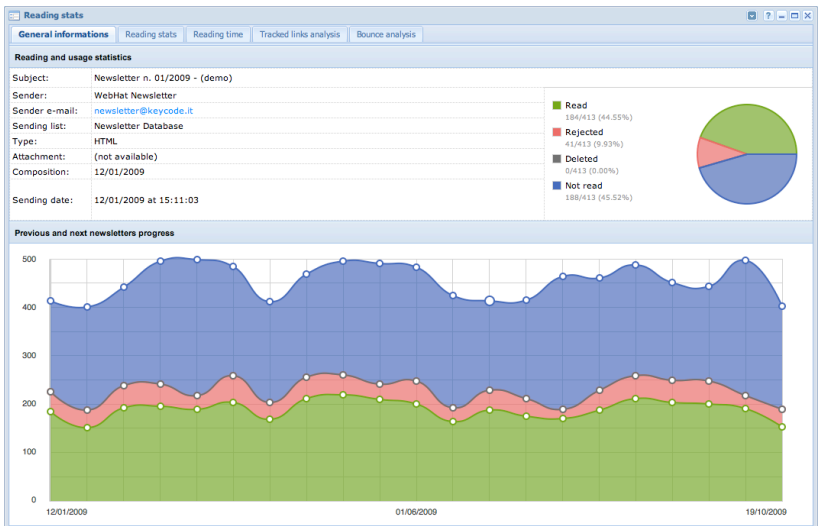 Reading stats
General informations
Reading stats
Reading time
Tracked links analysis
Bounce analysis
Reading and usage statistics
Subject: Newsletter n. 01/2009 - (demo)
Sender: WebHat Newsletter
Sender e-mail: newsletter@keycode.it
Sending list: Newsletter Database
Type: HTML
Attachment: (not available)
Composition: 12/01/2009
Sending date: 12/01/2009 at 15:11:03
Read
184/413 (44.55%)
Rejected
41/413 (9.93%)
Deleted
0/413 (0.00%)
Not read
188/413 (45.52%)
Previous and next newsletters progress
500
400
300
200
100
0
12/01/2009
01/06/2009
19/10/2009